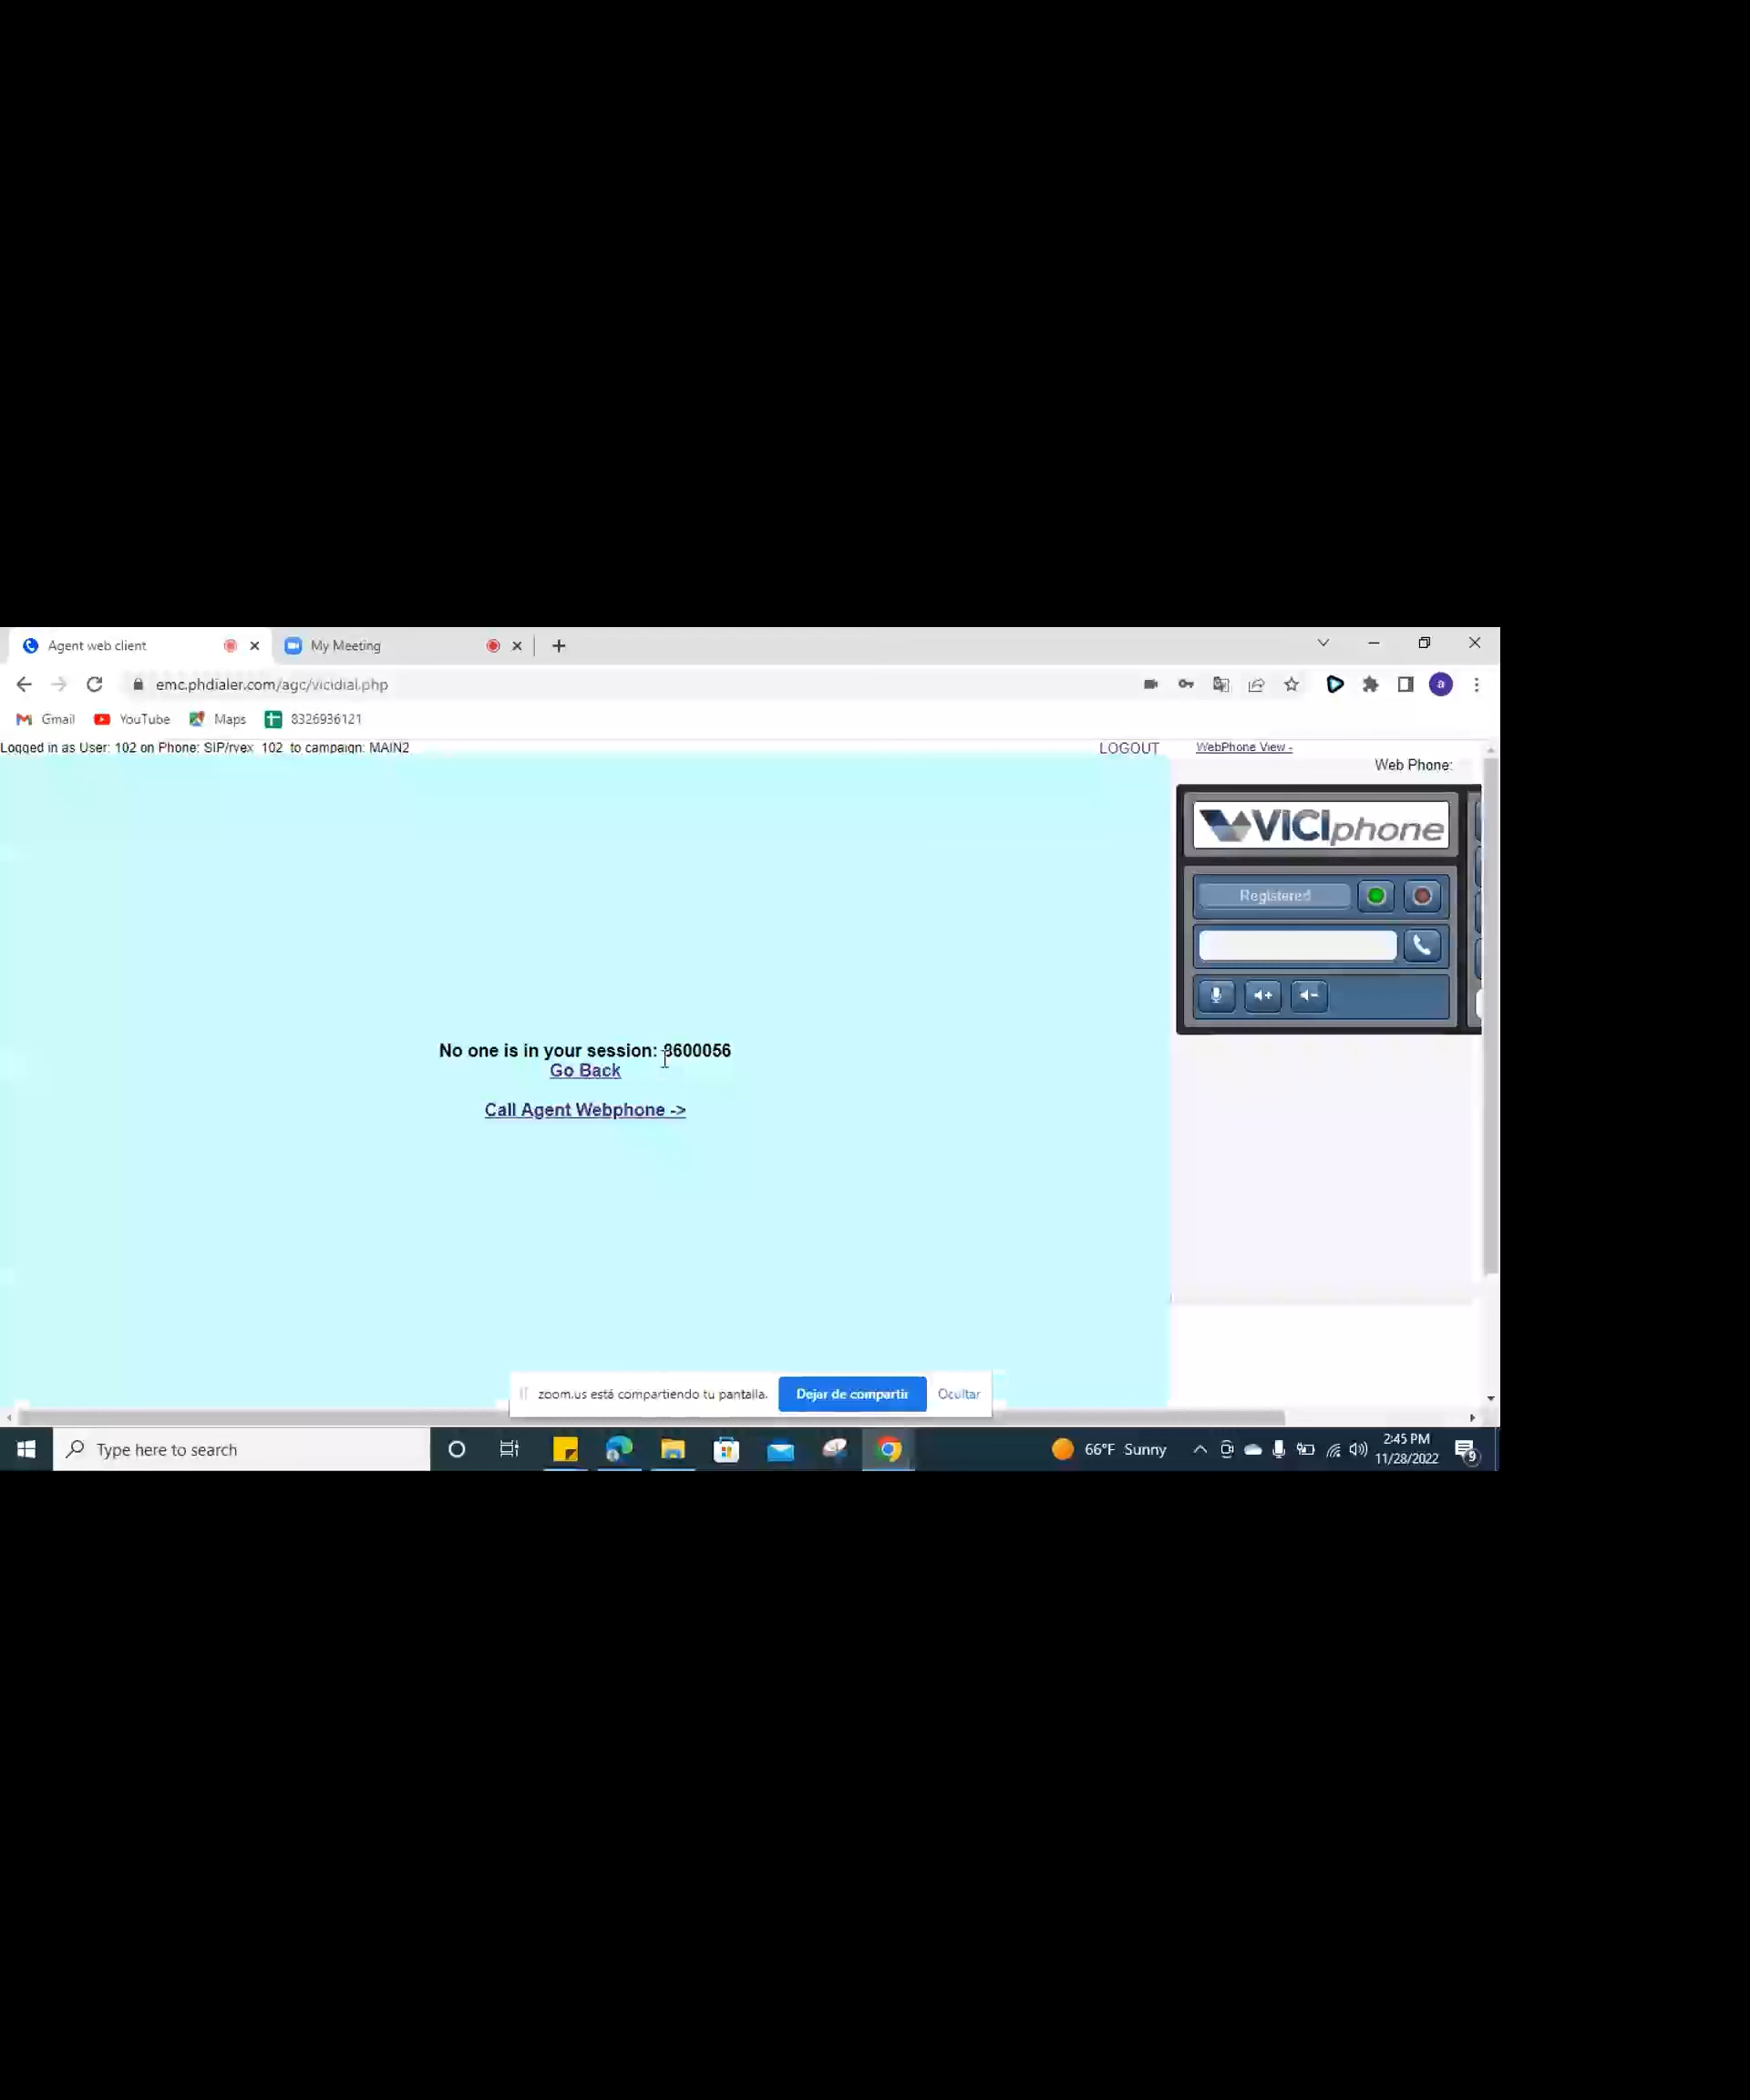 Agent web client
My Meeting
emc.phdialer.com/agc/vicidial.php
a
Gmail
YouTube
Maps
8326936121
Logged in as User: 102 on Phone: SIP/rvex 102 to campaign: MAIN2
LOGOUT
WebPhone View -
Web Phone:
VICIphone
Registered
No one is in your session: 8600056
Go Back
Call Agent Webphone ->
zoom.us está compartiendo tu pantalla.
Dejar de compartir
Ocultar
Type here to search
66°F Sunny
2:45 PM
11/28/2022
9